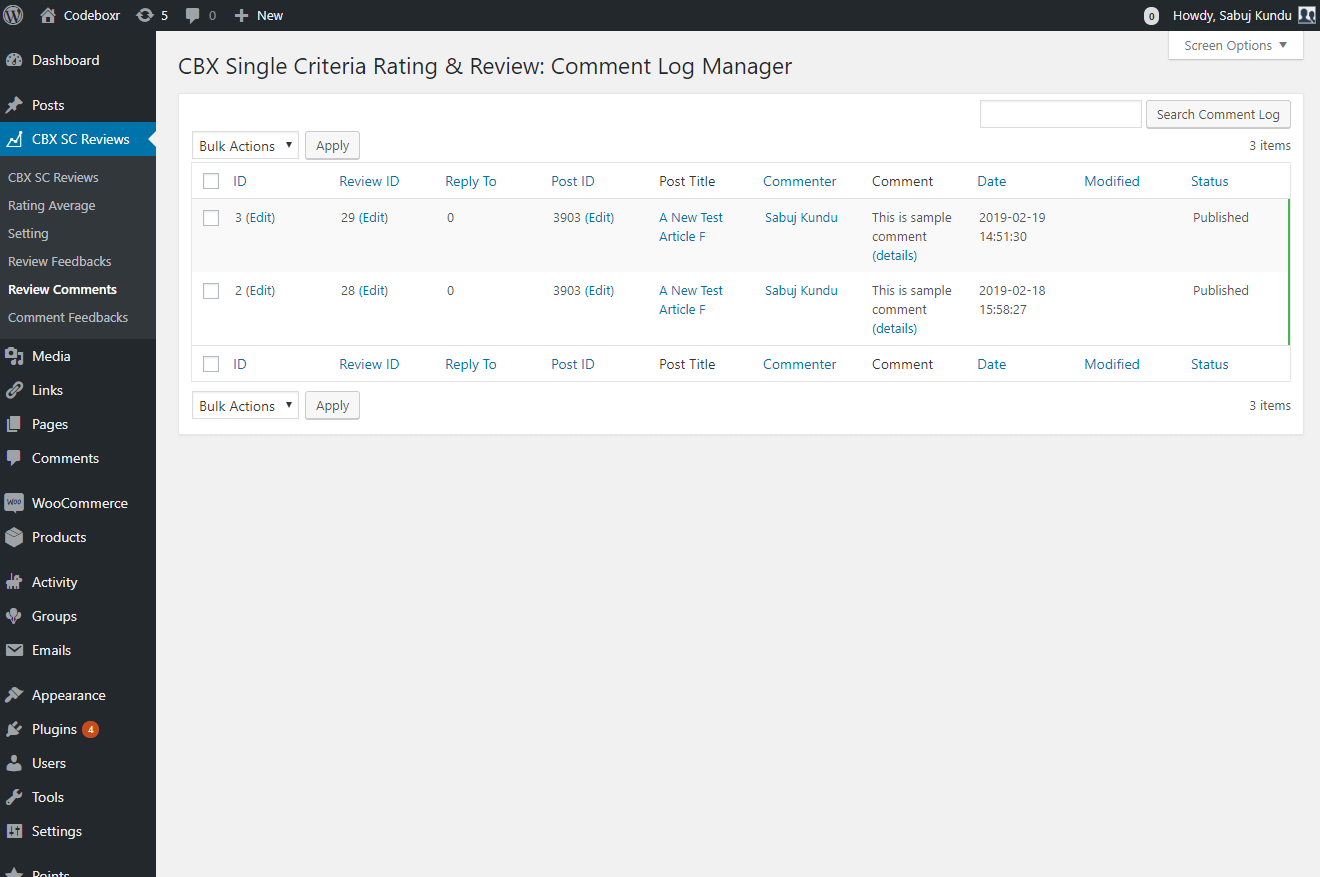 Codeboxr 5 0 New 0 Howdy, Sabuj Kundu
Screen Options
Dashboard
Posts
CBX SC Reviews
CBX SC Reviews
Rating Average
Setting
Review Feedbacks
Review Comments
Comment Feedbacks
Media
Links
Pages
Comments
WOO WooCommerce
Products
Activity
Groups
Emails
Appearance
Plugins 4
Users
Tools
Settings
Points
CBX Single Criteria Rating & Review: Comment Log Manager
Search Comment Log
Bulk Actions Apply 3 items
ID Review ID Reply To Post ID Post Title Commenter Comment Date Modified Status
3 (Edit) 29 (Edit) 0 3903 (Edit) A New Test Sabuj Kundu This is sample 2019-02-19 Published
Article F comment 14:51:30
(details)
2 (Edit) 28 (Edit) 0 3903 (Edit) A New Test Sabuj Kundu This is sample 2019-02-18 Published
Article F comment 15:58:27
(details)
ID Review ID Reply To Post ID Post Title Commenter Comment Date Modified Status
Bulk Actions Apply 3 items